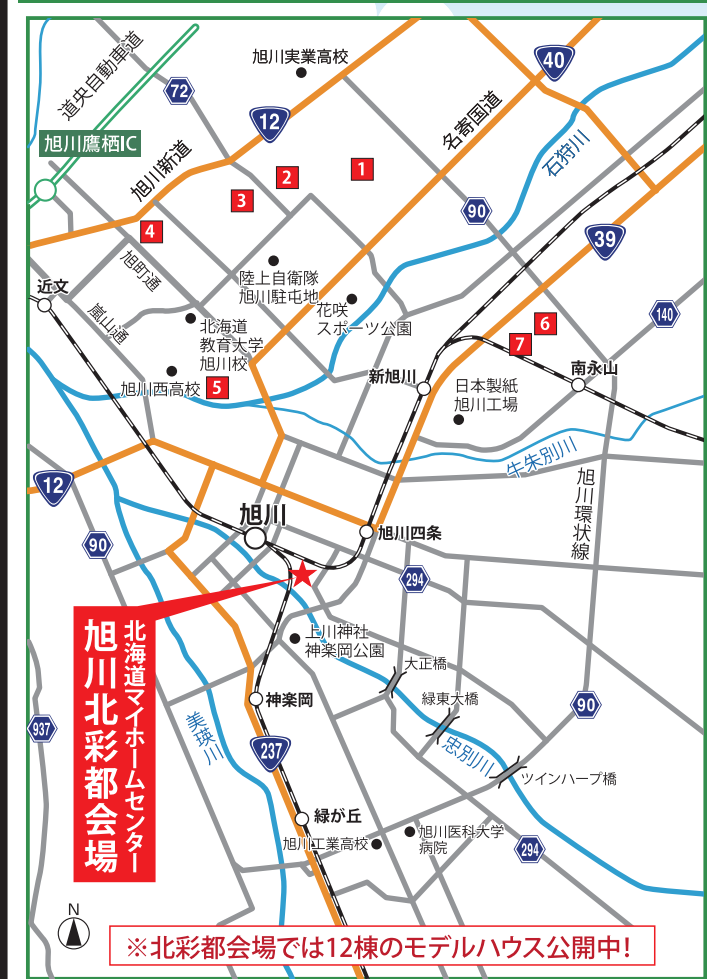 旭川実業高校
40
道央自動車道
72
12
名寄国道
旭川鷹栖IC
旭川新道
石狩川
1
2
3
90
4
39
旭町通
陸上自衛隊
旭川駐屯地
近文
花咲
スポーツ公園
嵐山通
北海道
教育大学
旭川校
140
6
7
旭川西高校
5
新旭川
日本製紙
旭川工場
南永山
牛朱別川
12
旭川環状線
旭川
旭川四条
90
294
北海道マイホームセンター
旭川北彩都会場
上川神社
神楽岡公園
大正橋
緑東大橋
神楽岡
90
937
美瑛川
237
忠別川
ツインハープ橋
緑が丘
旭川工業高校
旭川医科大学
病院
294
N
※北彩都会場では12棟のモデルハウス公開中!